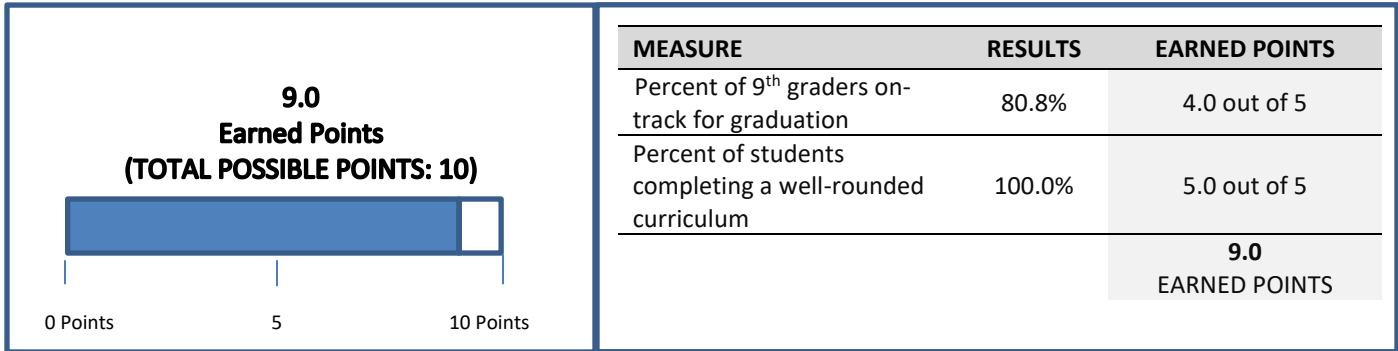 9.0
Earned Points
(TOTAL POSSIBLE POINTS: 10)
0 Points 5 10 Points
MEASURE RESULTS EARNED POINTS
Percent of 9th graders on-
track for graduation 80.8% 4.0 out of 5
Percent of students
completing a well-rounded 100.0% 5.0 out of 5
curriculum
9.0
EARNED POINTS